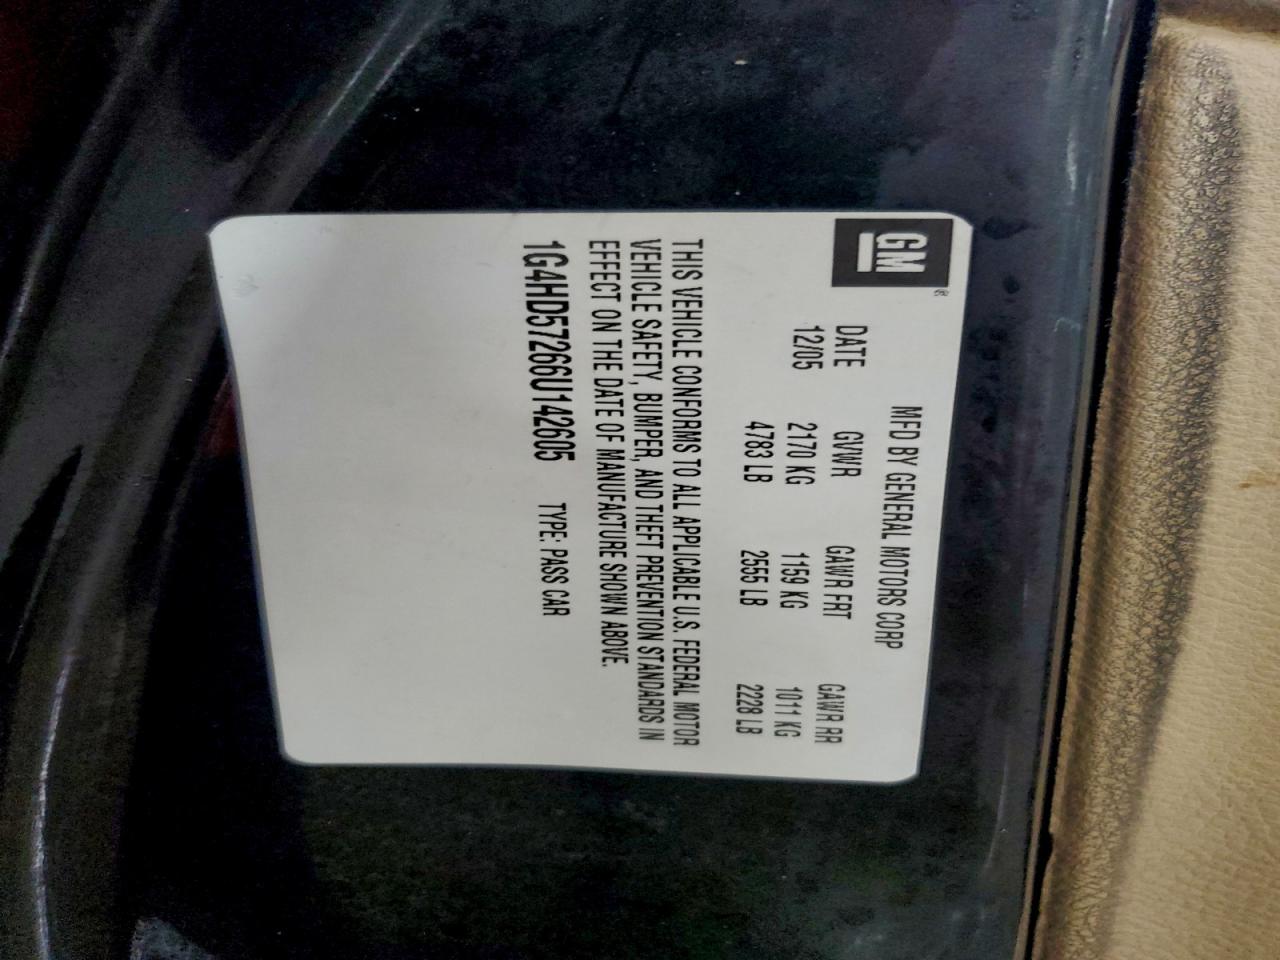 GM®
MFD BY GENERAL MOTORS CORP
DATE GVWR GAWR FRT GAWR RR
12/05 2170 KG 1159 KG 1011 KG
4783 LB 2555 LB 2228 LB
THIS VEHICLE CONFORMS TO ALL APPLICABLE U.S. FEDERAL MOTOR
VEHICLE SAFETY, BUMPER, AND THEFT PREVENTION STANDARDS IN
EFFECT ON THE DATE OF MANUFACTURE SHOWN ABOVE.
1G4HD57266U142605 TYPE: PASS CAR